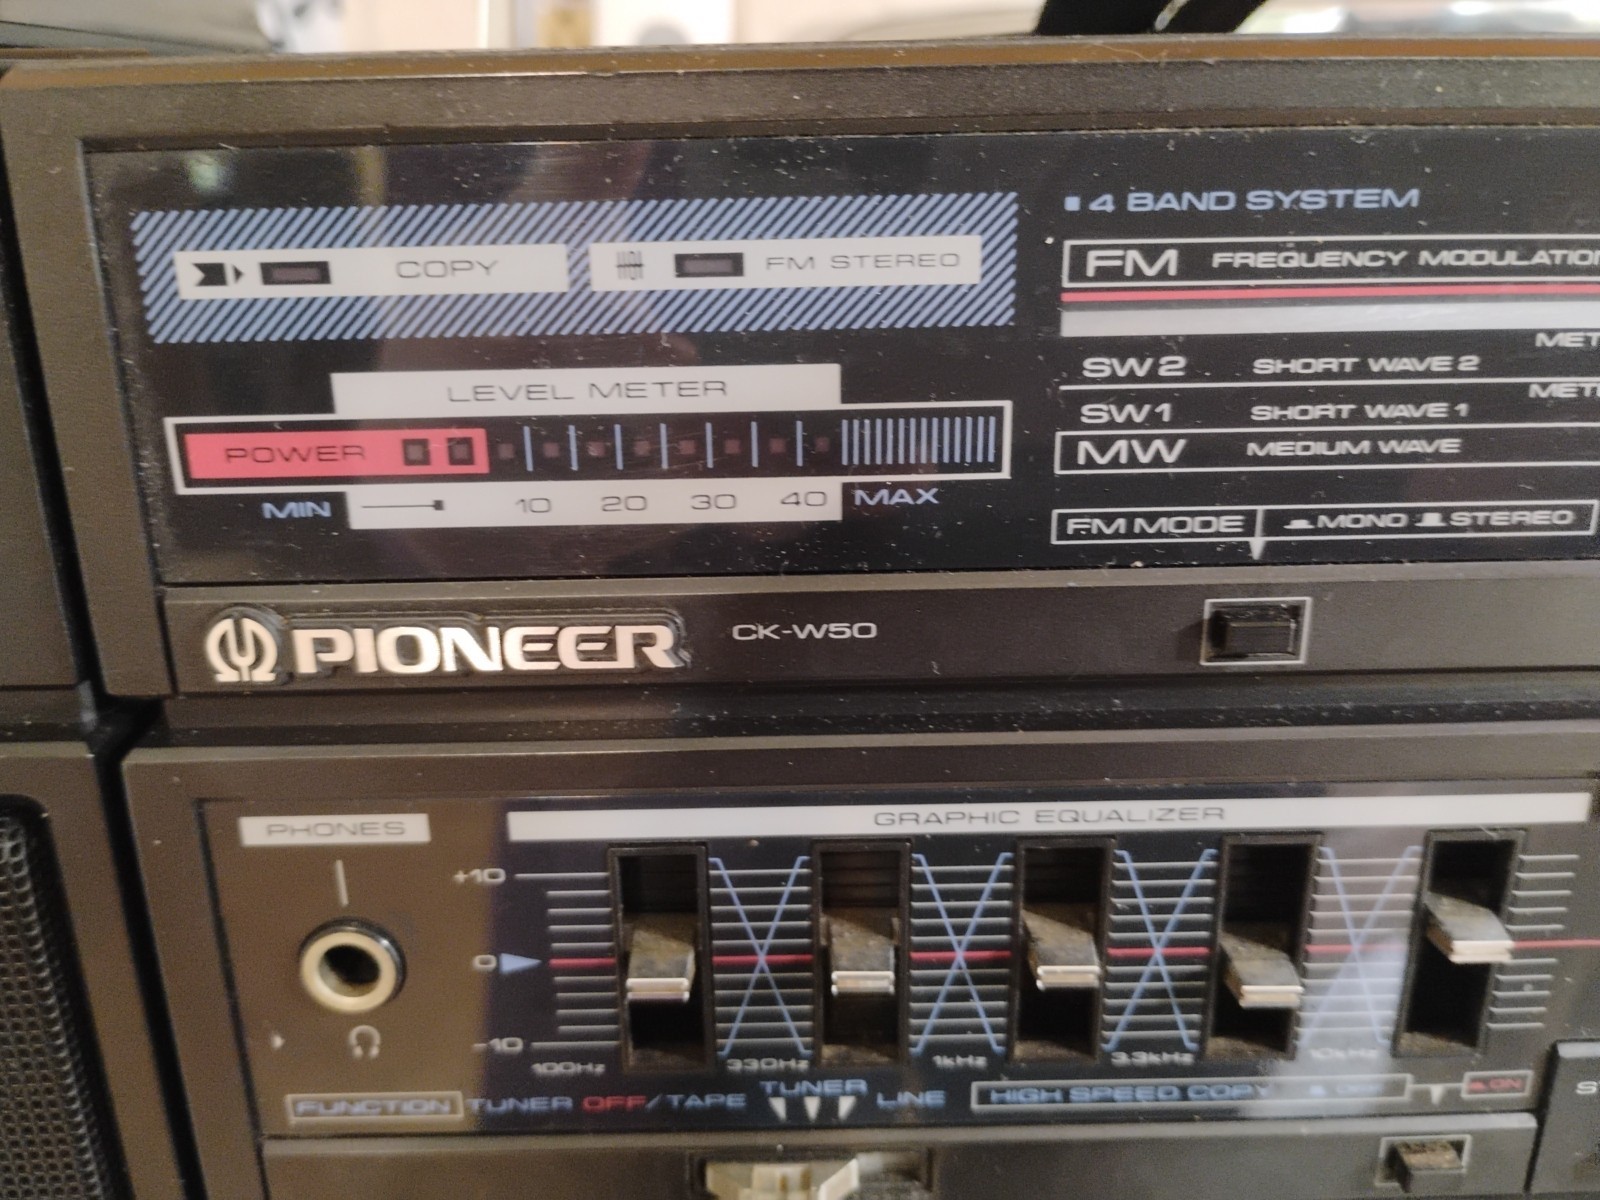 4 BAND SYSTEM
COPY
FM STEREO
FM FREQUENCY MODULATION
LEVEL METER
SW2 SHORT WAVE 2
SW1 SHORT WAVE 1
POWER
MW MEDIUM WAVE
MIN 10 20 30 40 MAX
FM MODE MONO STEREO
PIONEER CK-W50
PHONES
GRAPHIC EQUALIZER
+10
0
-10
100Hz 330Hz 1kHz 3.3kHz 10kHz
TUNER
FUNCTION TUNER OFF/TAPE LINE HIGH SPEED COPY ON